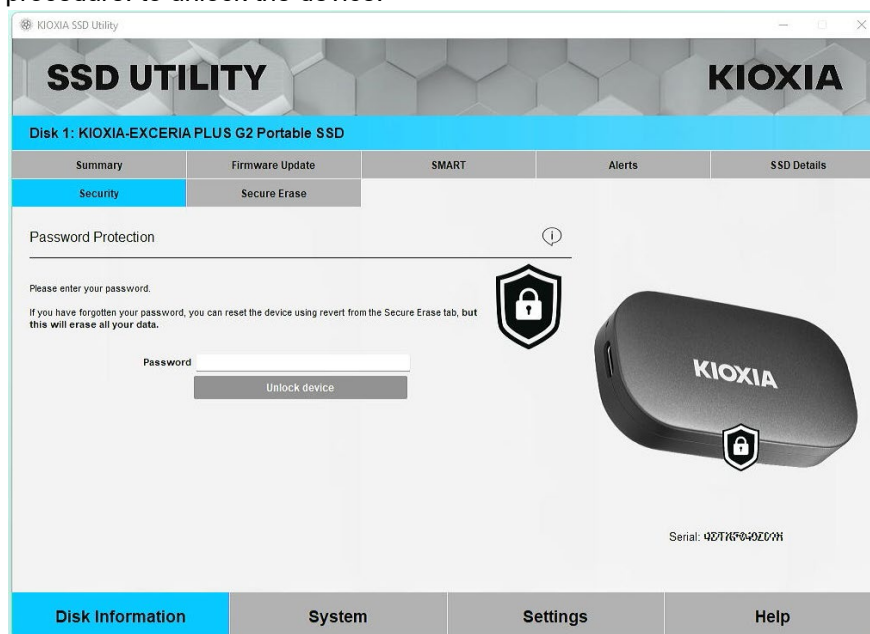 procedure. to unlock the device.
KIOXIA SSD Utility
SSD UTILITY
KIOXIA
Disk 1: KIOXIA-EXCERIA PLUS G2 Portable SSD
Summary
Firmware Update
SMART
Alerts
SSD Details
Security
Secure Erase
Password Protection
Please enter your password.
If you have forgotten your password, you can reset the device using revert from the Secure Erase tab, but
this will erase all your data.
Password
Unlock device
KIOXIA
Serial:
Disk Information
System
Settings
Help